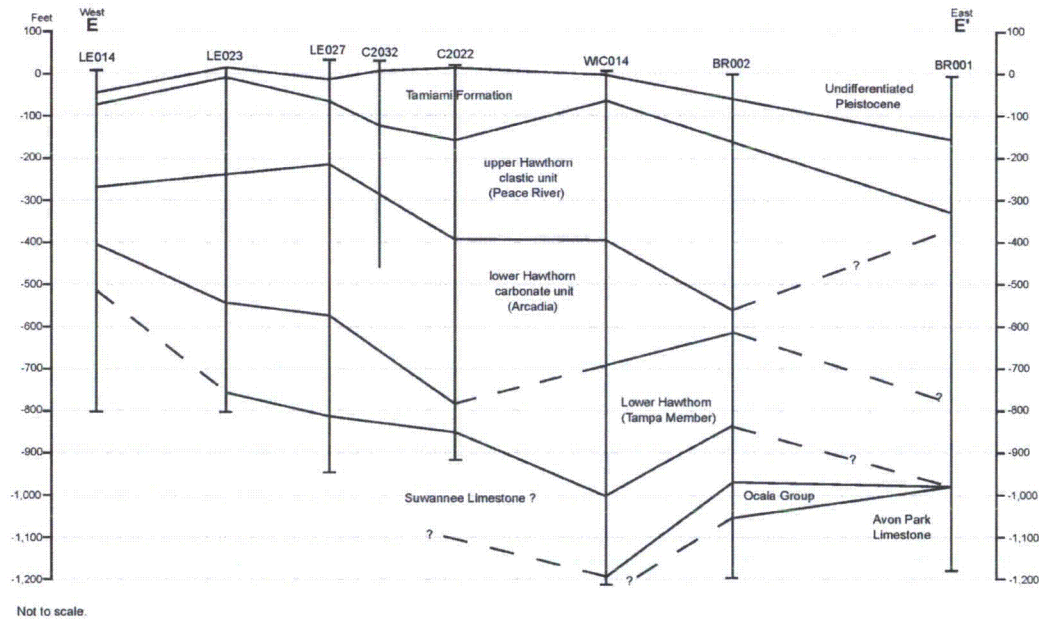 Feet
West
E
East
E'
100
0
-100
-200
-300
-400
-500
-600
-700
-800
-900
-1,000
-1,100
-1,200
LE014
LE023
LE027
C2032
C2022
WIC014
BR002
BR001
100
0
-100
-200
-300
-400
-500
-600
-700
-800
-900
-1,000
-1,100
-1,200
Tamiami Formation
Undifferentiated
Pleistocene
upper Hawthorn
clastic unit
(Peace River)
?
lower Hawthorn
carbonate unit
(Arcadia)
?
Lower Hawthorn
(Tampa Member)
?
Suwannee Limestone ?
Ocala Group
Avon Park
Limestone
?
?
Not to scale.